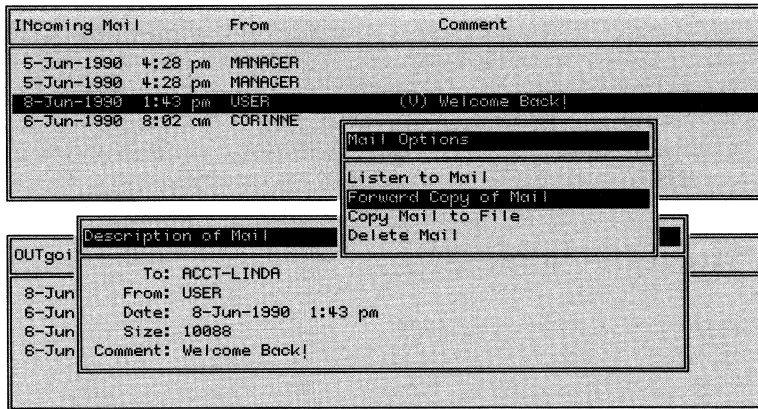 INcoming Mail From Comment
5-Jun-1990 4:28 pm MANAGER
5-Jun-1990 4:28 pm MANAGER
8-Jun-1990 1:43 pm USER (V) Welcome Back!
6-Jun-1990 8:02 am CORINNE
Mail Options
Listen to Mail
Forward Copy of Mail
Copy Mail to File
Delete Mail
Description of Mail
To: ACCT-LINDA
From: USER
Date: 8-Jun-1990 1:43 pm
Size: 10088
Comment: Welcome Back!
OUTgoi
8-Jun
6-Jun
6-Jun
6-Jun